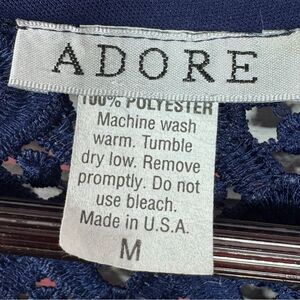 ADORE
100% POLYESTER
Machine wash
warm. Tumble
dry low. Remove
promptly. Do not
use bleach.
Made in U.S.A.
M